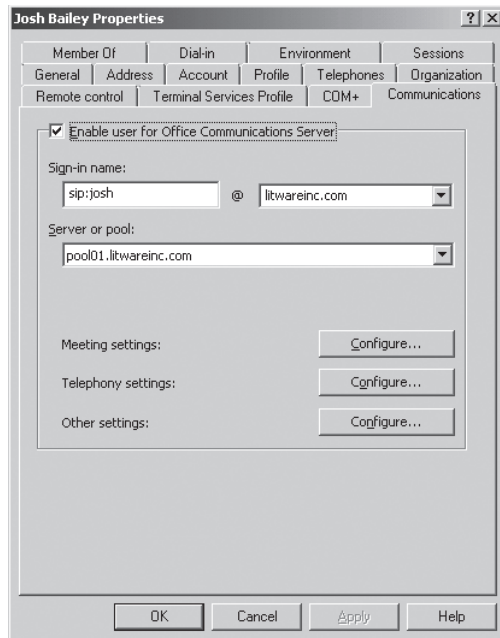 Josh Bailey Properties
Member Of Dial-in Environment Sessions
General Address Account Profile Telephones Organization
Remote control Terminal Services Profile COM+ Communications
Enable user for Office Communications Server
Sign-in name:
sip:josh @ litwareinc.com
Server or pool:
pool01.litwareinc.com
Meeting settings: Configure...
Telephony settings: Configure...
Other settings: Configure...
OK Cancel Apply Help